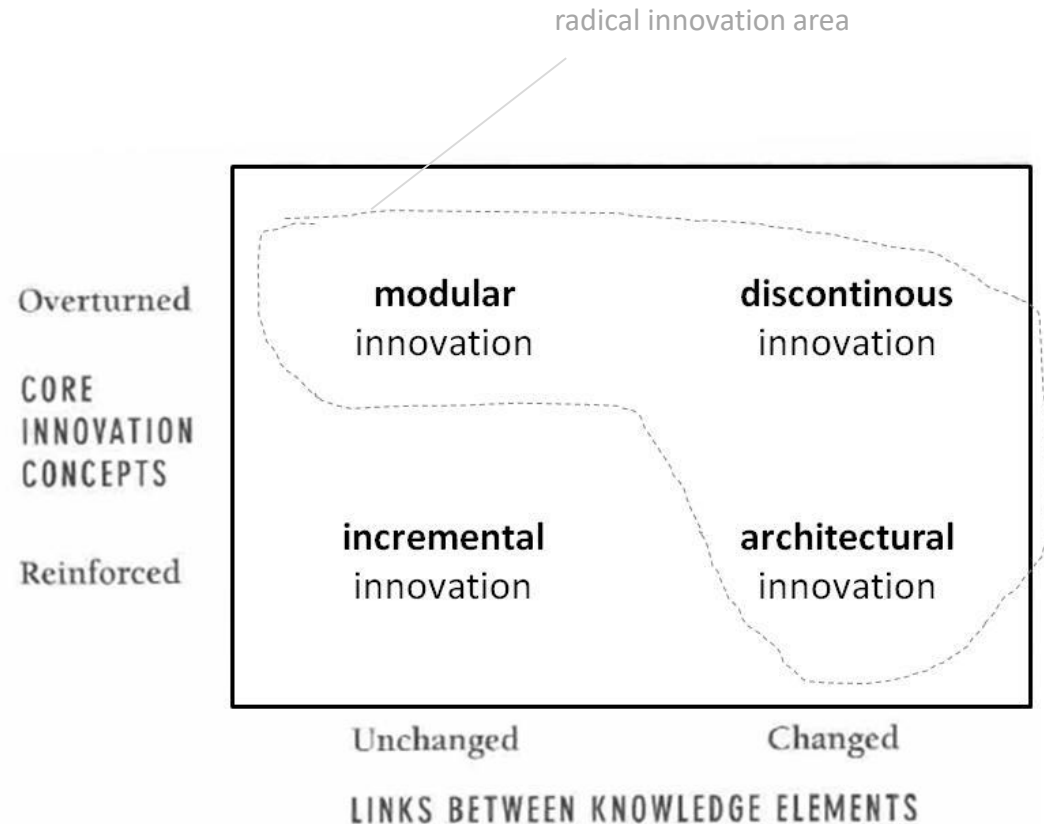 radical innovation area
Overturned
modular
innovation
discontinous
innovation
CORE
INNOVATION
CONCEPTS
Reinforced
incremental
innovation
architectural
innovation
Unchanged
Changed
LINKS BETWEEN KNOWLEDGE ELEMENTS